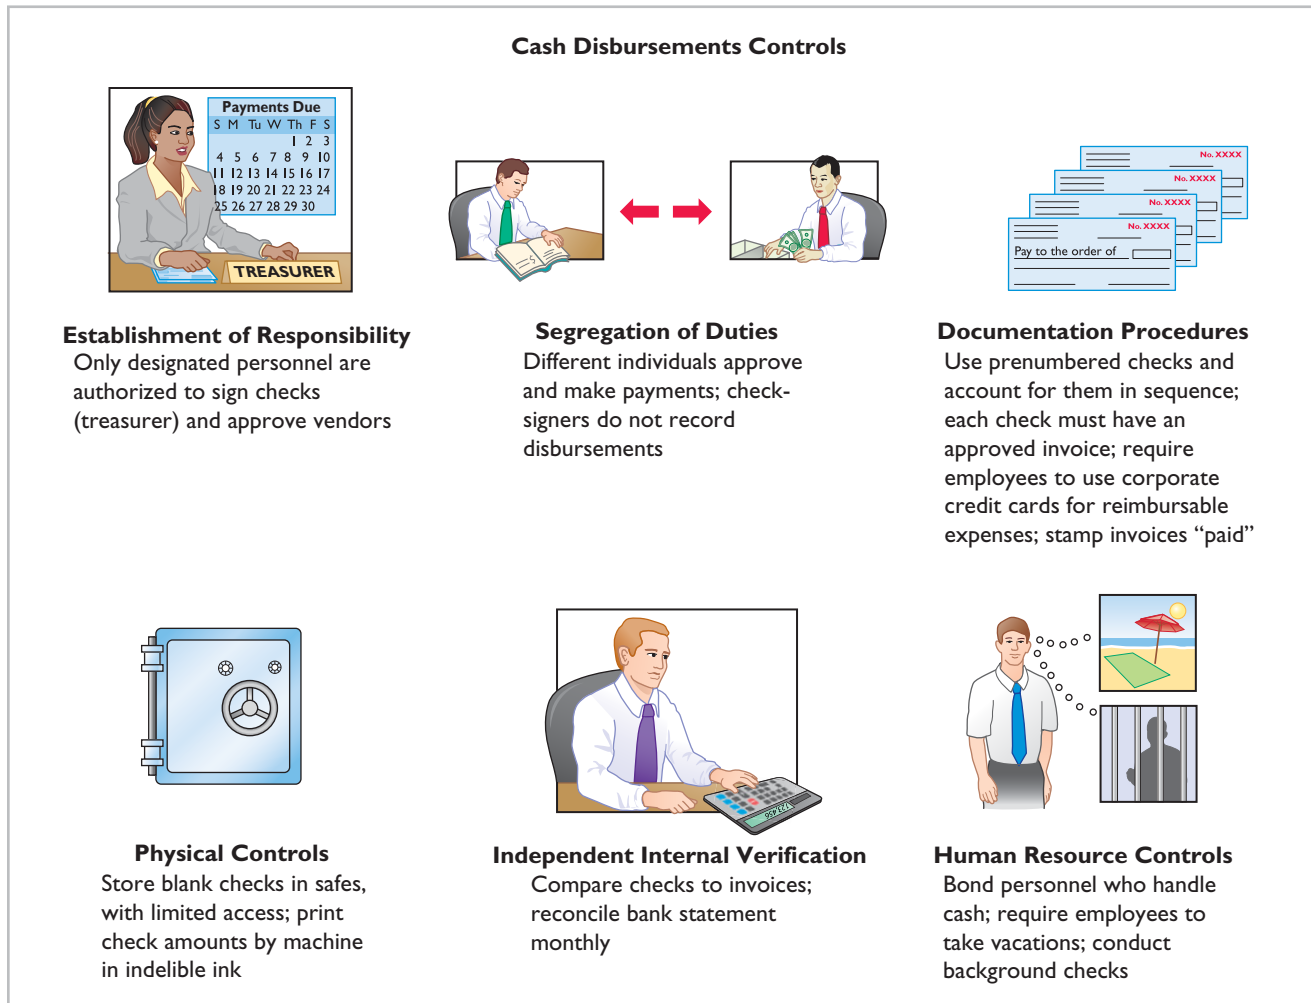 Cash Disbursements Controls
Payments Due
S M Tu W Th F S
1 2 3
4 5 6 7 8 9 10
11 12 13 14 15 16 17
18 19 20 21 22 23 24
25 26 27 28 29 30
TREASURER
Establishment of Responsibility
Only designated personnel are
authorized to sign checks
(treasurer) and approve vendors
$
Segregation of Duties
Different individuals approve
and make payments; check-
signers do not record
disbursements
No. XXXX
No. XXXX
No. XXXX
No. XXXX
Pay to the order of
Documentation Procedures
Use prenumbered checks and
account for them in sequence;
each check must have an
approved invoice; require
employees to use corporate
credit cards for reimbursable
expenses; stamp invoices “paid”
Physical Controls
Store blank checks in safes,
with limited access; print
check amounts by machine
in indelible ink
123,456
Independent Internal Verification
Compare checks to invoices;
reconcile bank statement
monthly
Human Resource Controls
Bond personnel who handle
cash; require employees to
take vacations; conduct
background checks